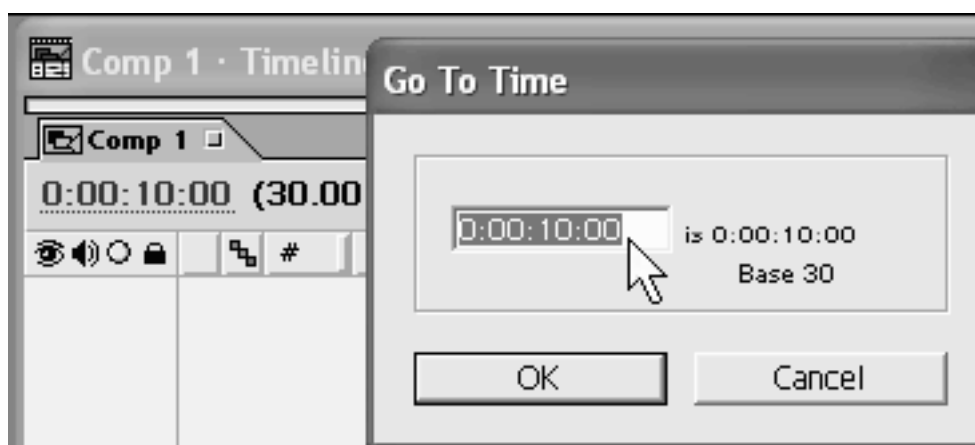 Comp 1 · Timelin
Comp 1
0:00:10:00 (30.00
#
Go To Time
0:00:10:00 is 0:00:10:00
Base 30
OK Cancel